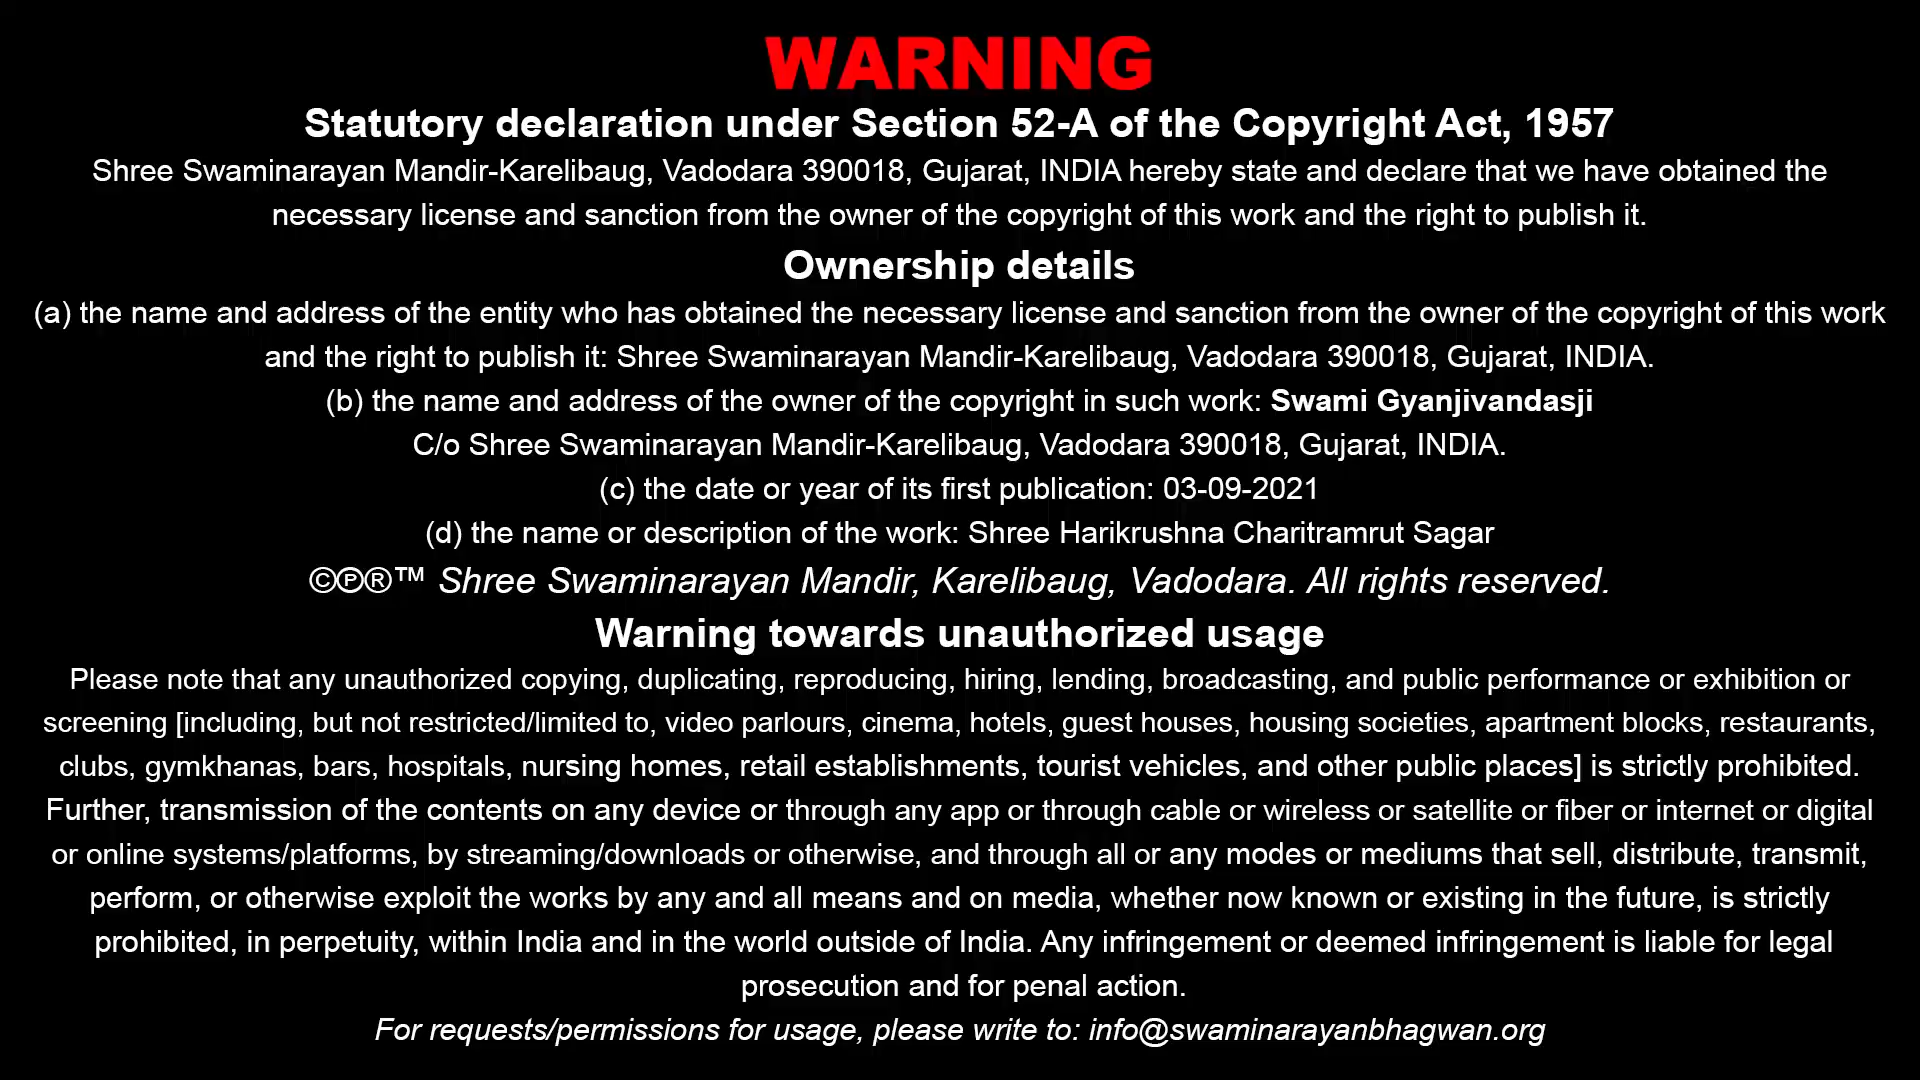 WARNING
Statutory declaration under Section 52-A of the Copyright Act, 1957
Shree Swaminarayan Mandir-Karelibaug, Vadodara 390018, Gujarat, INDIA hereby state and declare that we have obtained the
necessary license and sanction from the owner of the copyright of this work and the right to publish it.
Ownership details
(a) the name and address of the entity who has obtained the necessary license and sanction from the owner of the copyright of this work
and the right to publish it: Shree Swaminarayan Mandir-Karelibaug, Vadodara 390018, Gujarat, INDIA.
(b) the name and address of the owner of the copyright in such work: Swami Gyanjivandasji
C/o Shree Swaminarayan Mandir-Karelibaug, Vadodara 390018, Gujarat, INDIA.
(c) the date or year of its first publication: 03-09-2021
(d) the name or description of the work: Shree Harikrushna Charitramrut Sagar
©℗®™ Shree Swaminarayan Mandir, Karelibaug, Vadodara. All rights reserved.
Warning towards unauthorized usage
Please note that any unauthorized copying, duplicating, reproducing, hiring, lending, broadcasting, and public performance or exhibition or
screening [including, but not restricted/limited to, video parlours, cinema, hotels, guest houses, housing societies, apartment blocks, restaurants,
clubs, gymkhanas, bars, hospitals, nursing homes, retail establishments, tourist vehicles, and other public places] is strictly prohibited.
Further, transmission of the contents on any device or through any app or through cable or wireless or satellite or fiber or internet or digital
or online systems/platforms, by streaming/downloads or otherwise, and through all or any modes or mediums that sell, distribute, transmit,
perform, or otherwise exploit the works by any and all means and on media, whether now known or existing in the future, is strictly
prohibited, in perpetuity, within India and in the world outside of India. Any infringement or deemed infringement is liable for legal
prosecution and for penal action.
For requests/permissions for usage, please write to: info@swaminarayanbhagwan.org